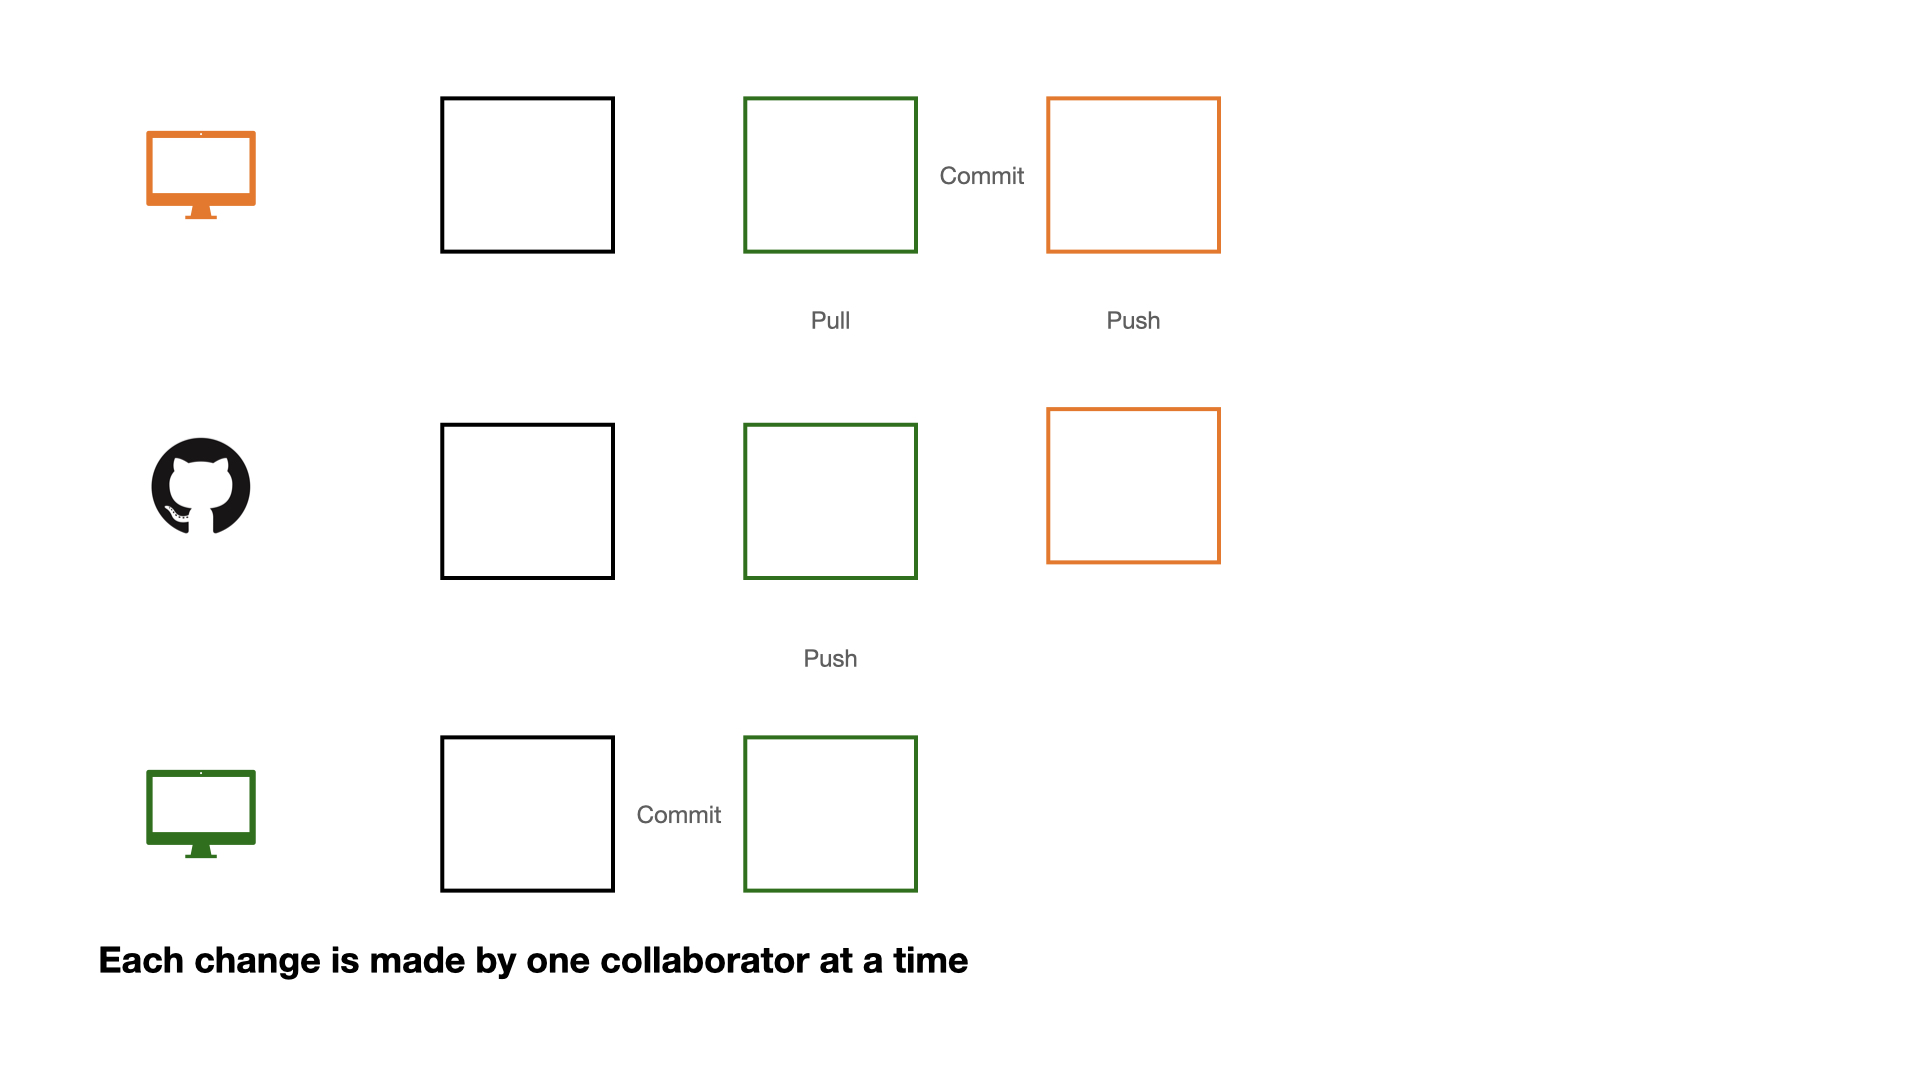 Commit
Pull
Push
Push
Commit
Each change is made by one collaborator at a time